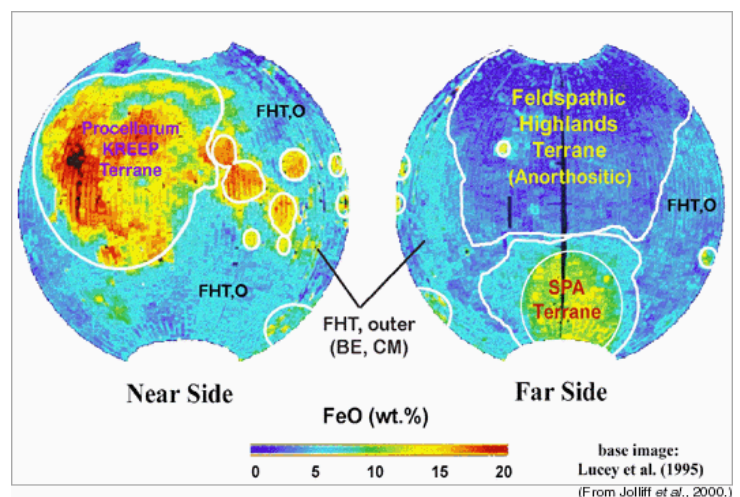 FHT,O
Procellarum
KREEP
Terrane
FHT,O
Feldspathic
Highlands
Terrane
(Anorthositic)
FHT,O
SPA
Terrane
FHT, outer
(BE, CM)
Near Side
Far Side
FeO (wt.%)
0 5 10 15 20
base image:
Lucey et al. (1995)
(From Jolliff et al., 2000.)